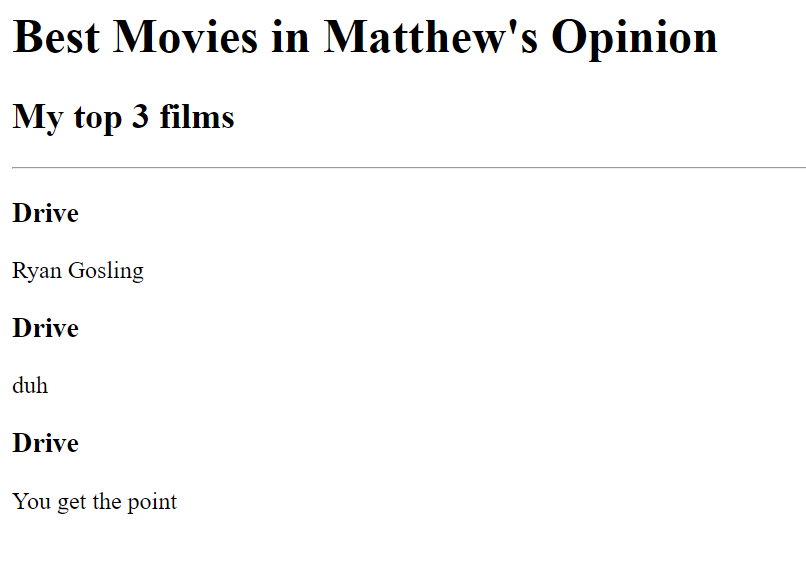 Best Movies in Matthew's Opinion
My top 3 films
Drive
Ryan Gosling
Drive
duh
Drive
You get the point